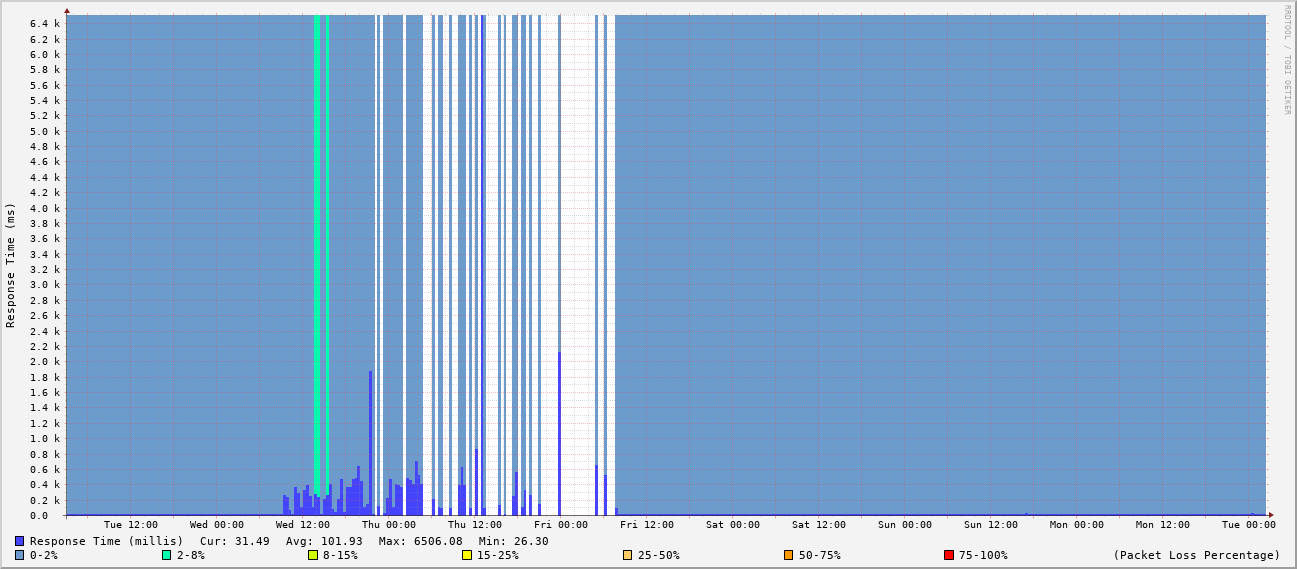 RRDTOOL / TOBI OETIKER
Response Time (ms)
6.4 k
6.2 k
6.0 k
5.8 k
5.6 k
5.4 k
5.2 k
5.0 k
4.8 k
4.6 k
4.4 k
4.2 k
4.0 k
3.8 k
3.6 k
3.4 k
3.2 k
3.0 k
2.8 k
2.6 k
2.4 k
2.2 k
2.0 k
1.8 k
1.6 k
1.4 k
1.2 k
1.0 k
0.8 k
0.6 k
0.4 k
0.2 k
0.0
Tue 12:00 Wed 00:00 Wed 12:00 Thu 00:00 Thu 12:00 Fri 00:00 Fri 12:00 Sat 00:00 Sat 12:00 Sun 00:00 Sun 12:00 Mon 00:00 Mon 12:00 Tue 00:00
Response Time (millis) Cur: 31.49 Avg: 101.93 Max: 6506.08 Min: 26.30
0-2% 2-8% 8-15% 15-25% 25-50% 50-75% 75-100% (Packet Loss Percentage)